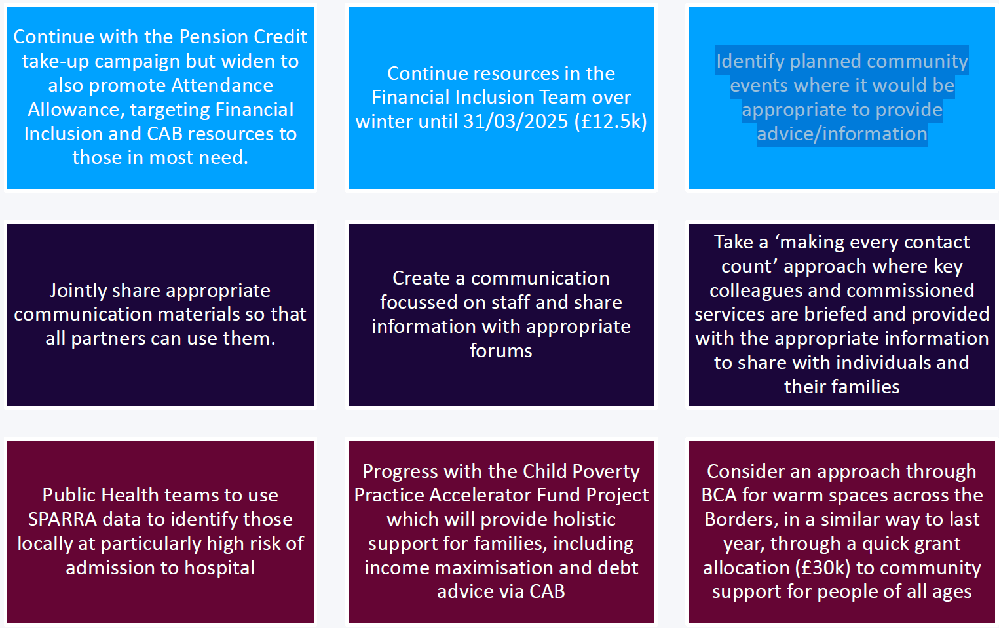 Continue with the Pension Credit
take-up campaign but widen to
also promote Attendance
Allowance, targeting Financial
Inclusion and CAB resources to
those in most need.
Continue resources in the
Financial Inclusion Team over
winter until 31/03/2025 (£12.5k)
Identify planned community
events where it would be
appropriate to provide
advice/information
Jointly share appropriate
communication materials so that
all partners can use them.
Create a communication
focussed on staff and share
information with appropriate
forums
Take a ‘making every contact
count’ approach where key
colleagues and commissioned
services are briefed and provided
with the appropriate information
to share with individuals and
their families
Public Health teams to use
SPARRA data to identify those
locally at particularly high risk of
admission to hospital
Progress with the Child Poverty
Practice Accelerator Fund Project
which will provide holistic
support for families, including
income maximisation and debt
advice via CAB
Consider an approach through
BCA for warm spaces across the
Borders, in a similar way to last
year, through a quick grant
allocation (£30k) to community
support for people of all ages